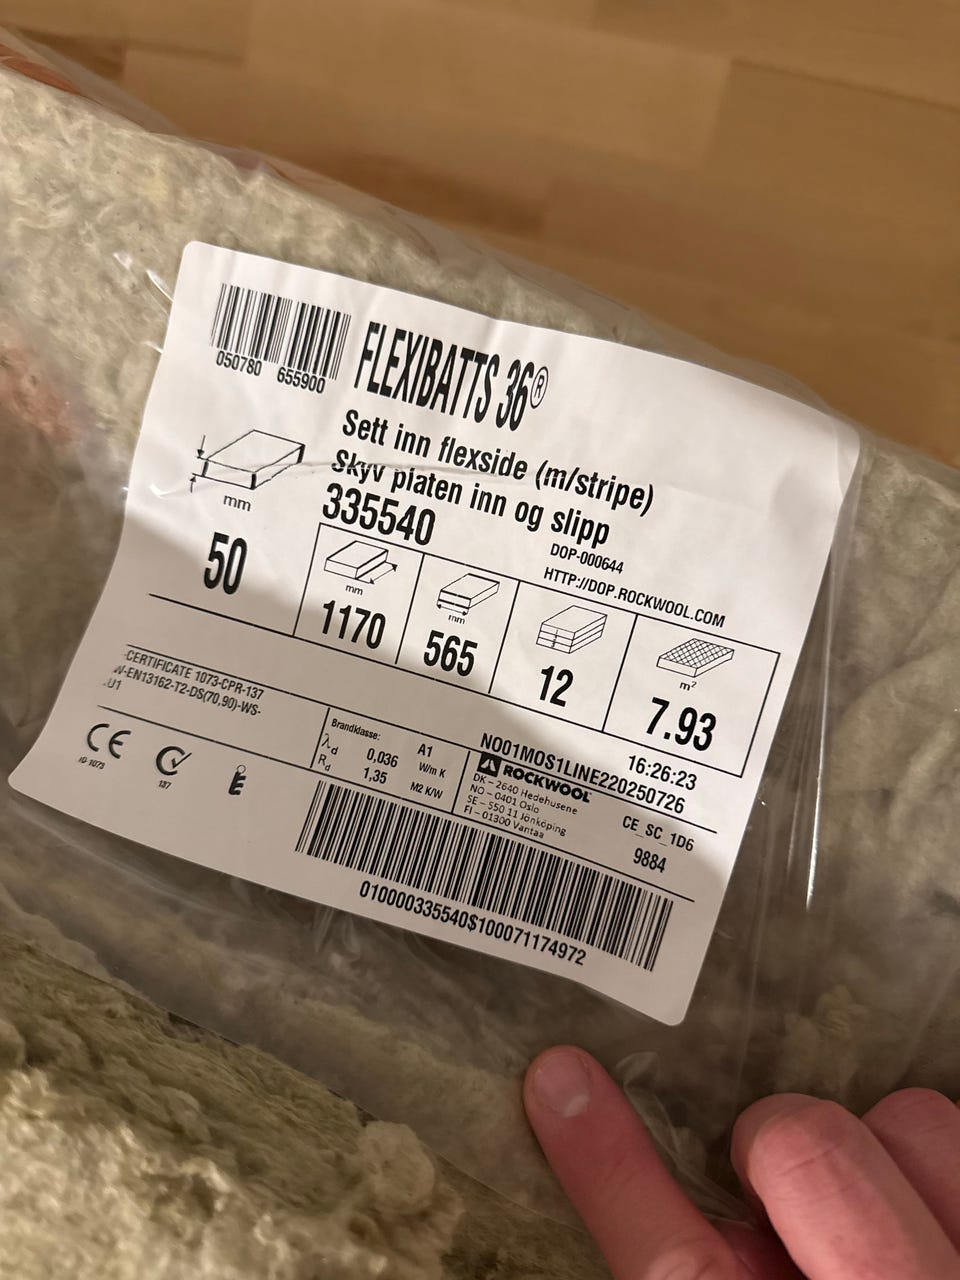 050780 655900
FLEXIBATTS 36®
Sett inn flexside (m/stripe)
Skyv platen inn og slipp
335540
DOP-000644
HTTP://DOP.ROCKWOOL.COM
mm
50
mm
1170
mm
565
12
m²
7.93
CERTIFICATE 1073-CPR-137
W-EN13162-T2-DS(70,90)-WS-
U1
CE
ID 1073
137
Brandklasse: A1
λd 0,036 W/m K
Rd 1,35 M2 K/W
16:26:23
N001MOS1LINE220250726
ROCKWOOL
DK – 2640 Hedehusene
NO – 0401 Oslo
SE – 550 11 Jönköping
FI – 01300 Vantaa
CE_SC_1D6
9884
010000335540$100071174972